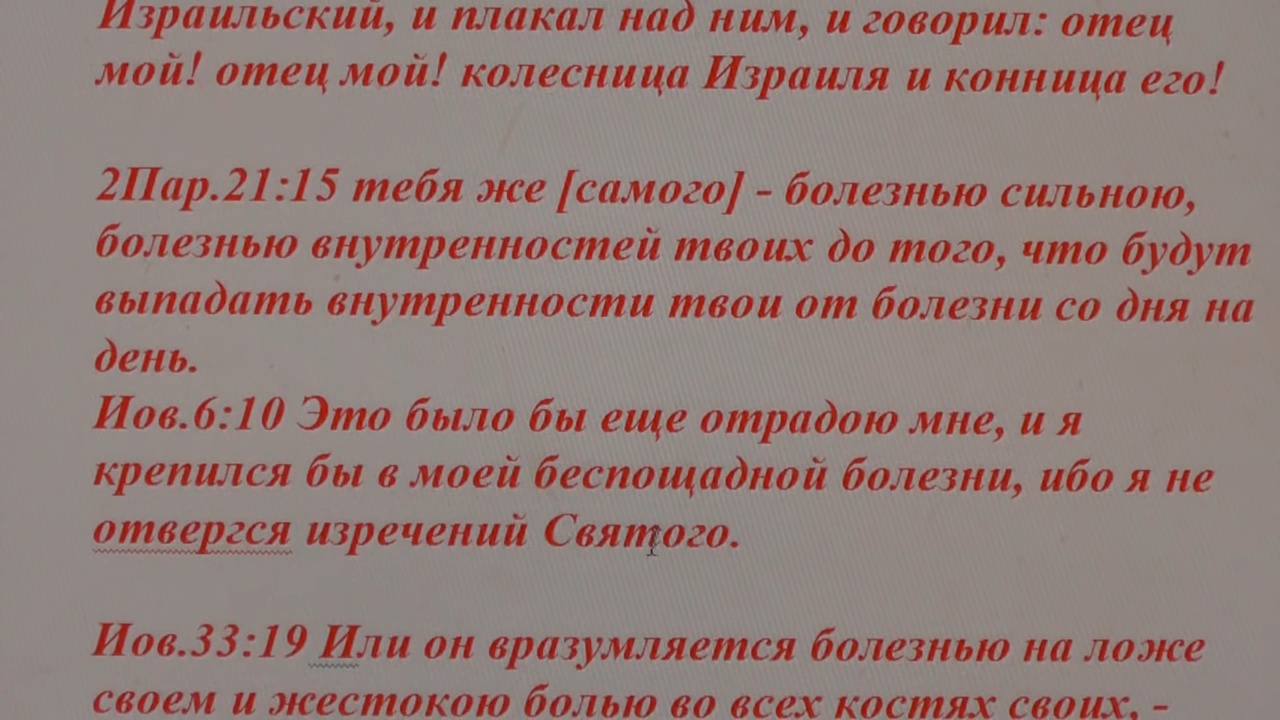 Израильский, и плакал над ним, и говорил: отец
мой! отец мой! колесница Израиля и конница его!
2Пар.21:15 тебя же [самого] - болезнью сильною,
болезнью внутренностей твоих до того, что будут
выпадать внутренности твои от болезни со дня на
день.
Иов.6:10 Это было бы еще отрадою мне, и я
крепился бы в моей беспощадной болезни, ибо я не
отвергся изречений Святого.
Иов.33:19 Или он вразумляется болезнью на ложе
своем и жестокою болью во всех костях своих, -